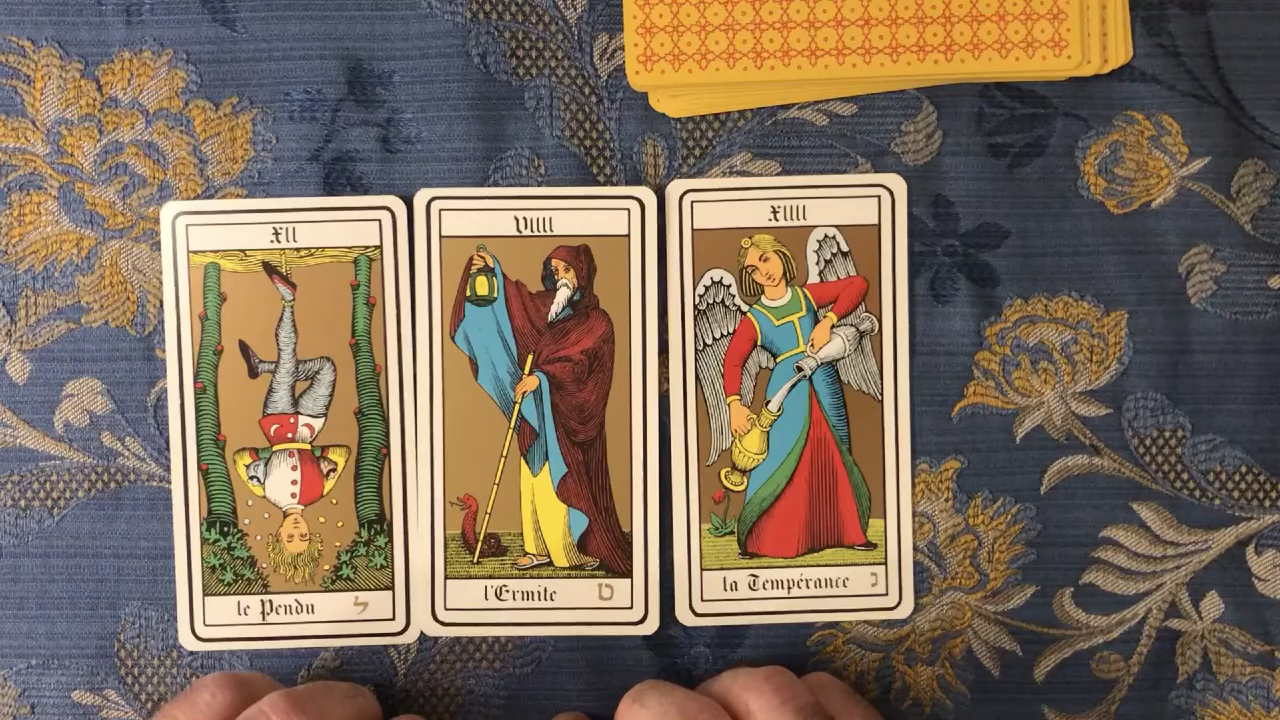 XII
VIIII
XIIII
le Pendu ל
l'Ermite ט
la Tempérance נ